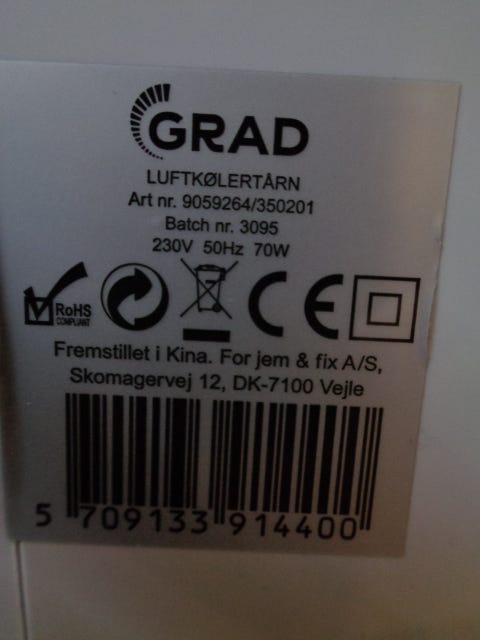 GRAD
LUFTKØLERTÅRN
Art nr. 9059264/350201
Batch nr. 3095
230V 50Hz 70W
RoHS
COMPLIANT
CE
Fremstillet i Kina. For jem & fix A/S,
Skomagervej 12, DK-7100 Vejle
5 709133 914400